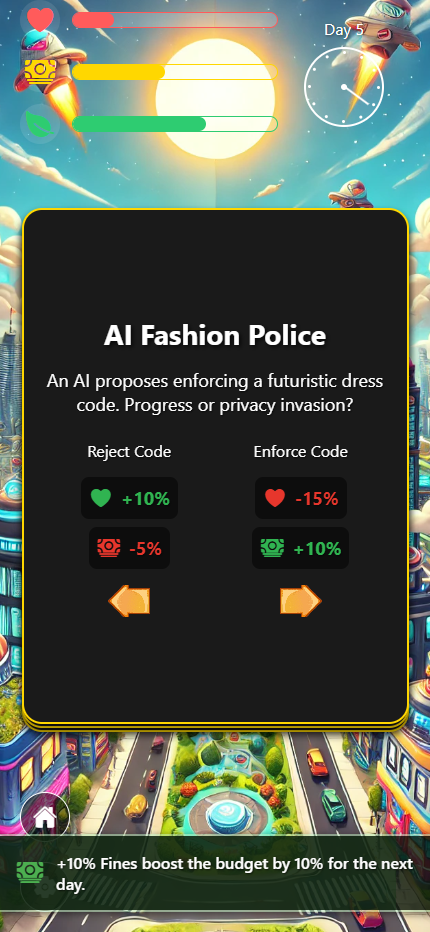 Day 5
AI Fashion Police
An AI proposes enforcing a futuristic dress
code. Progress or privacy invasion?
Reject Code
Enforce Code
+10%
-15%
-5%
+10%
+10% Fines boost the budget by 10% for the next
day.